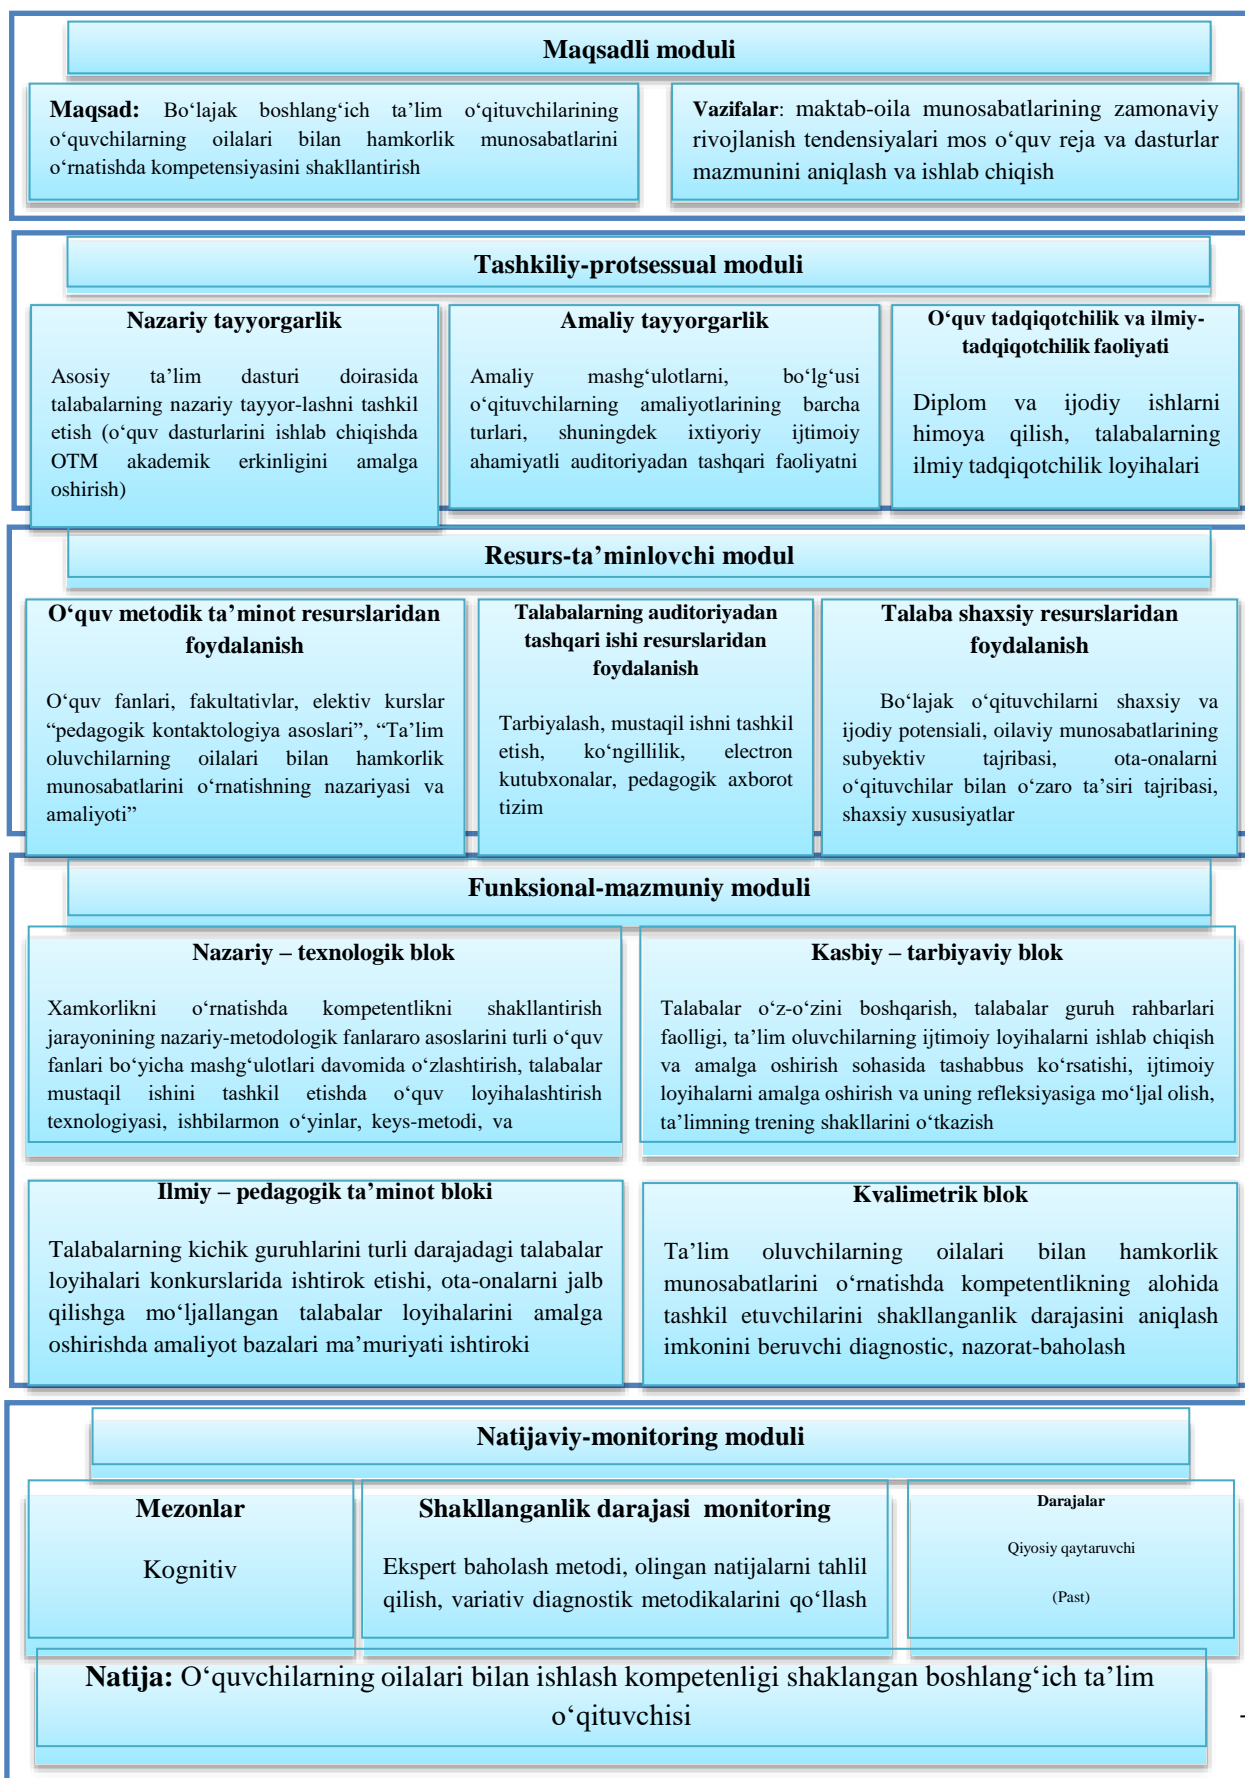 Maqsadli moduli
Maqsad: Bo‘lajak boshlang‘ich ta’lim o‘qituvchilarining
o‘quvchilarning oilalari bilan hamkorlik munosabatlarini
o‘rnatishda kompetensiyasini shakllantirish
Vazifalar: maktab-oila munosabatlarining zamonaviy
rivojlanish tendensiyalari mos o‘quv reja va dasturlar
mazmunini aniqlash va ishlab chiqish
Tashkiliy-protsessual moduli
Nazariy tayyorgarlik
Asosiy ta’lim dasturi doirasida
talabalarning nazariy tayyor-lashni tashkil
etish (o‘quv dasturlarini ishlab chiqishda
OTM akademik erkinligini amalga
oshirish)
Amaliy tayyorgarlik
Amaliy mashg‘ulotlarni, bo‘lg‘usi
o‘qituvchilarning amaliyotlarining barcha
turlari, shuningdek ixtiyoriy ijtimoiy
ahamiyatli auditoriyadan tashqari faoliyatni
O‘quv tadqiqotchilik va ilmiy-
tadqiqotchilik faoliyati
Diplom va ijodiy ishlarni
himoya qilish, talabalarning
ilmiy tadqiqotchilik loyihalari
Resurs-ta’minlovchi modul
O‘quv metodik ta’minot resurslaridan
foydalanish
O‘quv fanlari, fakultativlar, elektiv kurslar
“pedagogik kontaktologiya asoslari”, “Ta’lim
oluvchilarning oilalari bilan hamkorlik
munosabatlarini o‘rnatishning nazariyasi va
amaliyoti”
Talabalarning auditoriyadan
tashqari ishi resurslaridan
foydalanish
Tarbiyalash, mustaqil ishni tashkil
etish, ko‘ngillilik, electron
kutubxonalar, pedagogik axborot
tizim
Talaba shaxsiy resurslaridan
foydalanish
Bo‘lajak o‘qituvchilarni shaxsiy va
ijodiy potensiali, oilaviy munosabatlarining
subyektiv tajribasi, ota-onalarni
o‘qituvchilar bilan o‘zaro ta’siri tajribasi,
shaxsiy xususiyatlar
Funksional-mazmuniy moduli
Nazariy – texnologik blok
Xamkorlikni o‘rnatishda kompetentlikni shakllantirish
jarayonining nazariy-metodologik fanlararo asoslarini turli o‘quv
fanlari bo‘yicha mashg‘ulotlari davomida o‘zlashtirish, talabalar
mustaqil ishini tashkil etishda o‘quv loyihalashtirish
texnologiyasi, ishbilarmon o‘yinlar, keys-metodi, va
Kasbiy – tarbiyaviy blok
Talabalar o‘z-o‘zini boshqarish, talabalar guruh rahbarlari
faolligi, ta’lim oluvchilarning ijtimoiy loyihalarni ishlab chiqish
va amalga oshirish sohasida tashabbus ko‘rsatishi, ijtimoiy
loyihalarni amalga oshirish va uning refleksiyasiga mo‘ljal olish,
ta’limning trening shakllarini o‘tkazish
Ilmiy – pedagogik ta’minot bloki
Talabalarning kichik guruhlarini turli darajadagi talabalar
loyihalari konkurslarida ishtirok etishi, ota-onalarni jalb
qilishga mo‘ljallangan talabalar loyihalarini amalga
oshirishda amaliyot bazalari ma’muriyati ishtiroki
Kvalimetrik blok
Ta’lim oluvchilarning oilalari bilan hamkorlik
munosabatlarini o‘rnatishda kompetentlikning alohida
tashkil etuvchilarini shakllanganlik darajasini aniqlash
imkonini beruvchi diagnostic, nazorat-baholash
Natijaviy-monitoring moduli
Mezonlar
Kognitiv
Shakllanganlik darajasi monitoring
Ekspert baholash metodi, olingan natijalarni tahlil
qilish, variativ diagnostik metodikalarini qo‘llash
Darajalar
Qiyosiy qaytaruvchi
(Past)
Natija: O‘quvchilarning oilalari bilan ishlash kompetenligi shaklangan boshlang‘ich ta’lim
o‘qituvchisi